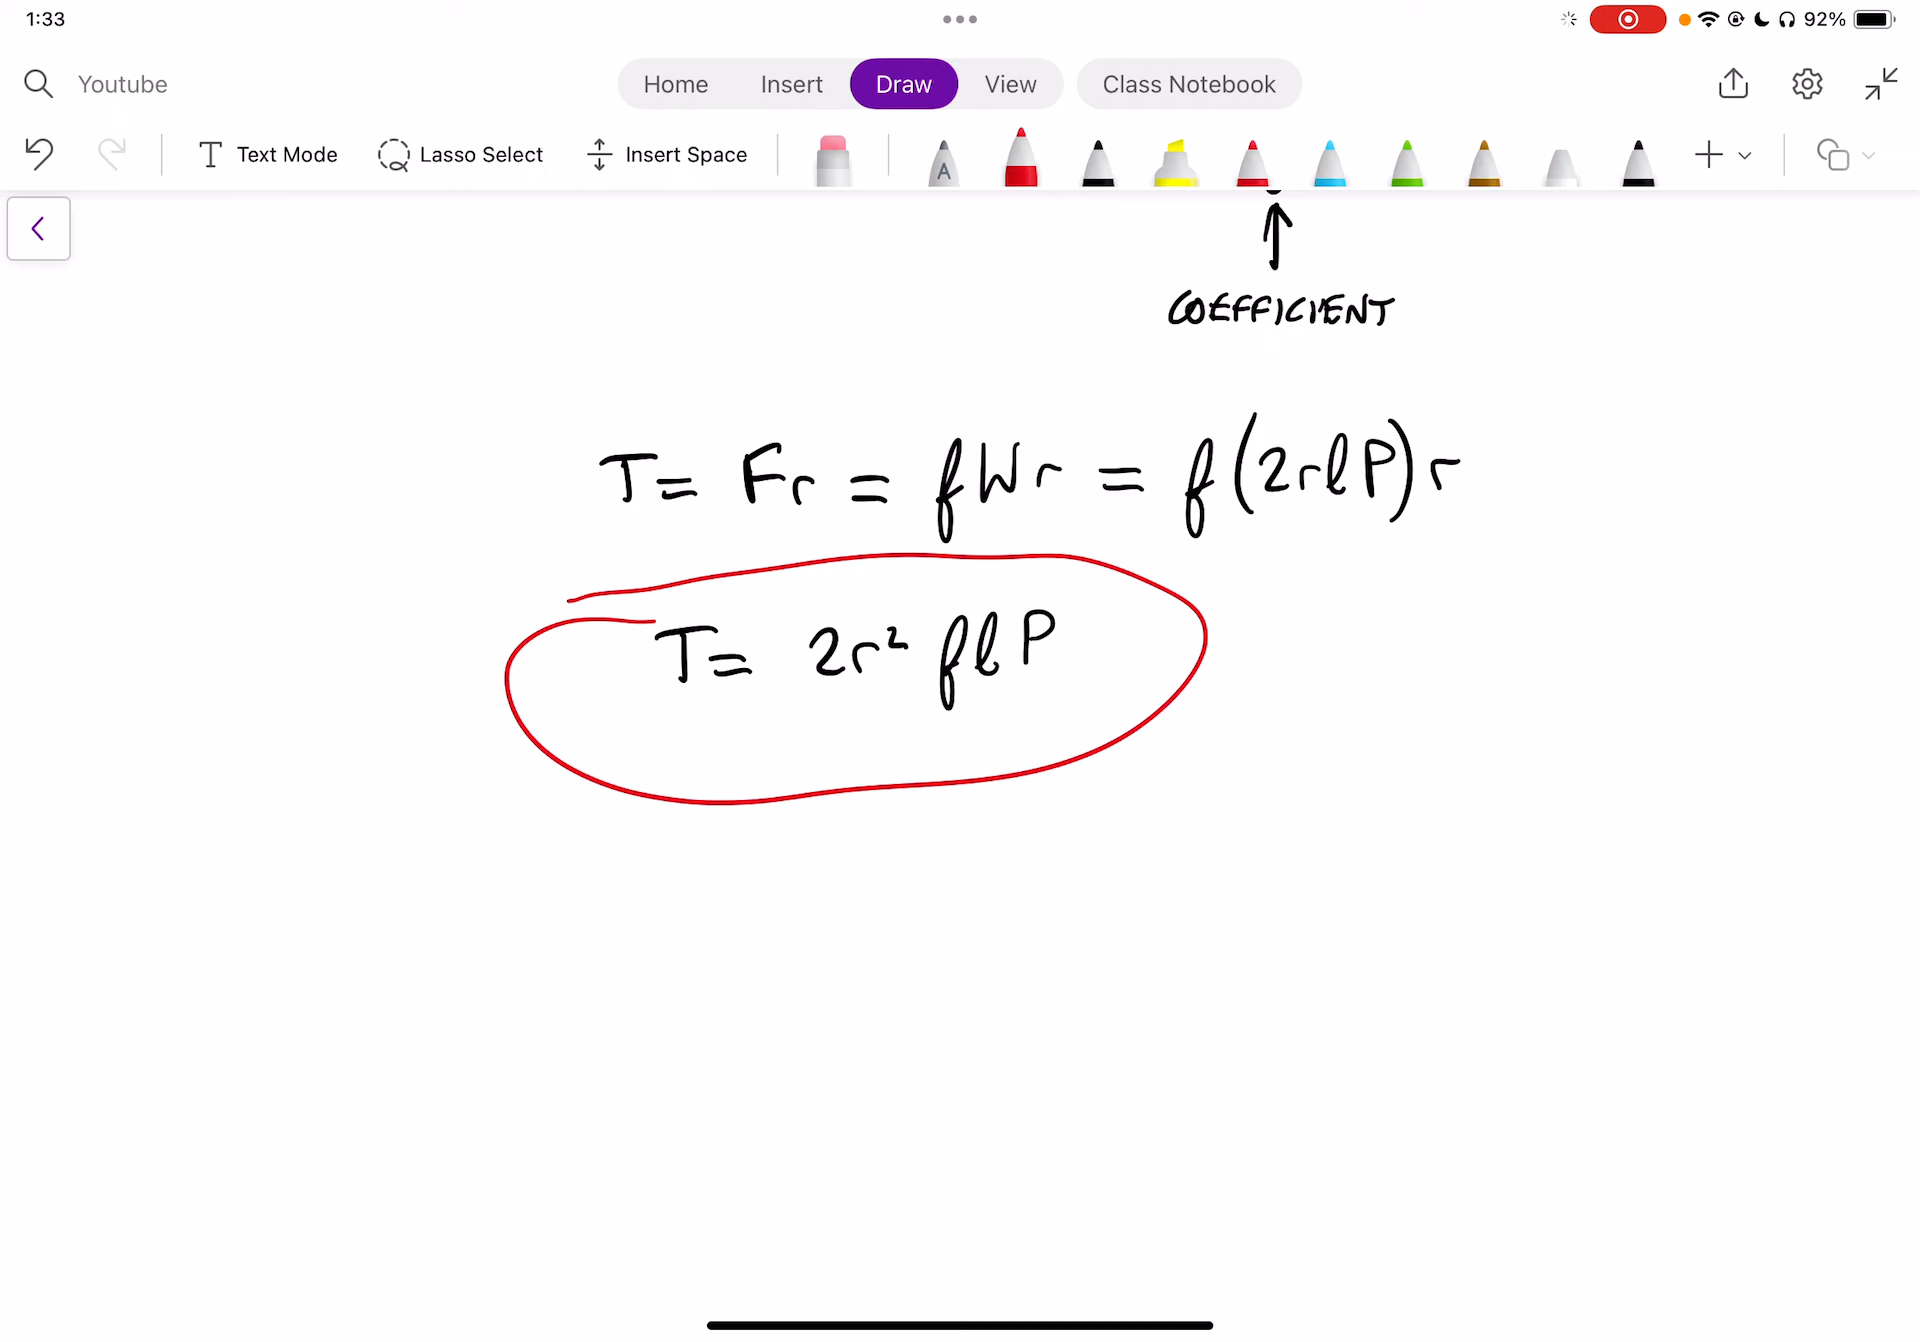 1:33
92%
Youtube
Home Insert Draw View Class Notebook
Text Mode Lasso Select Insert Space A
COEFFICIENT
T= Fr = fWr = f(2rlP)r
T= 2r² flP